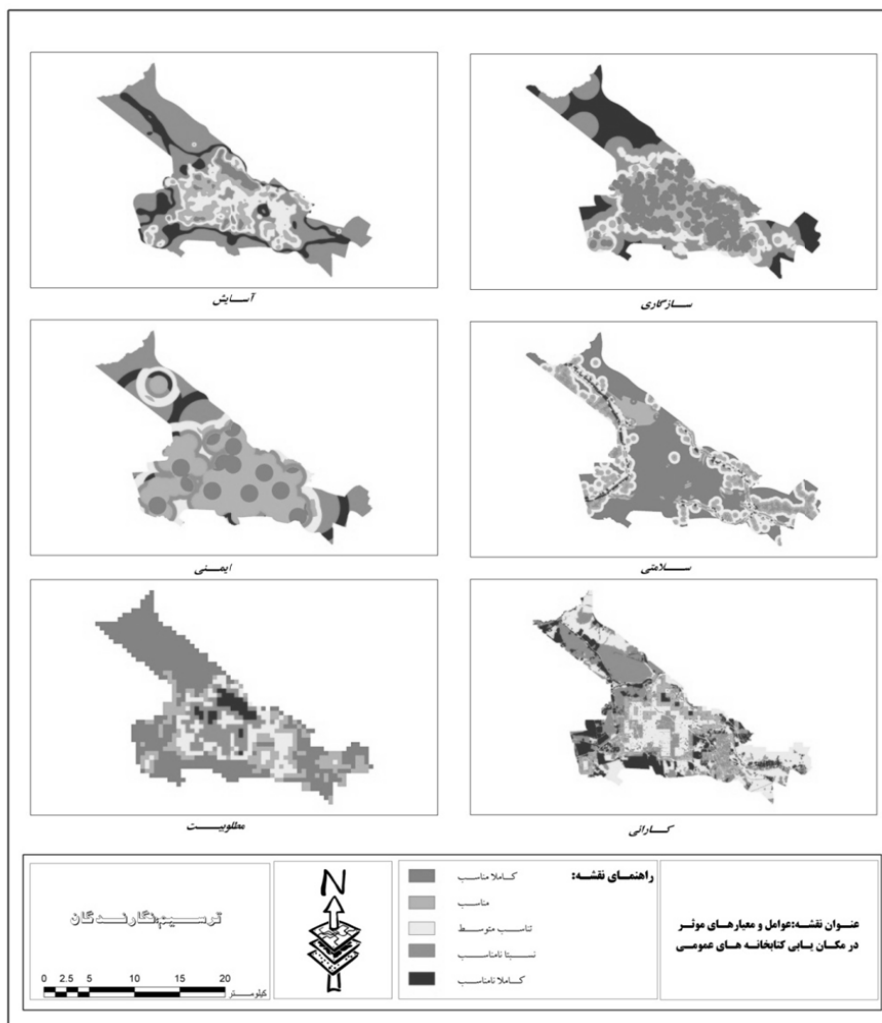 سازگاری
آسایش
سلامتی
ایمنی
کارائی
مطلوبیت
عنوان نقشه:عوامل و معیارهای موثر
در مکان یابی کتابخانه های عمومی
راهنمای نقشه:
کاملا مناسب
مناسب
تناسب متوسط
نسبتا نامناسب
کاملا نامناسب
N
ترسیم:نگارندگان
0 2.5 5 10 15 20
کیلومتر